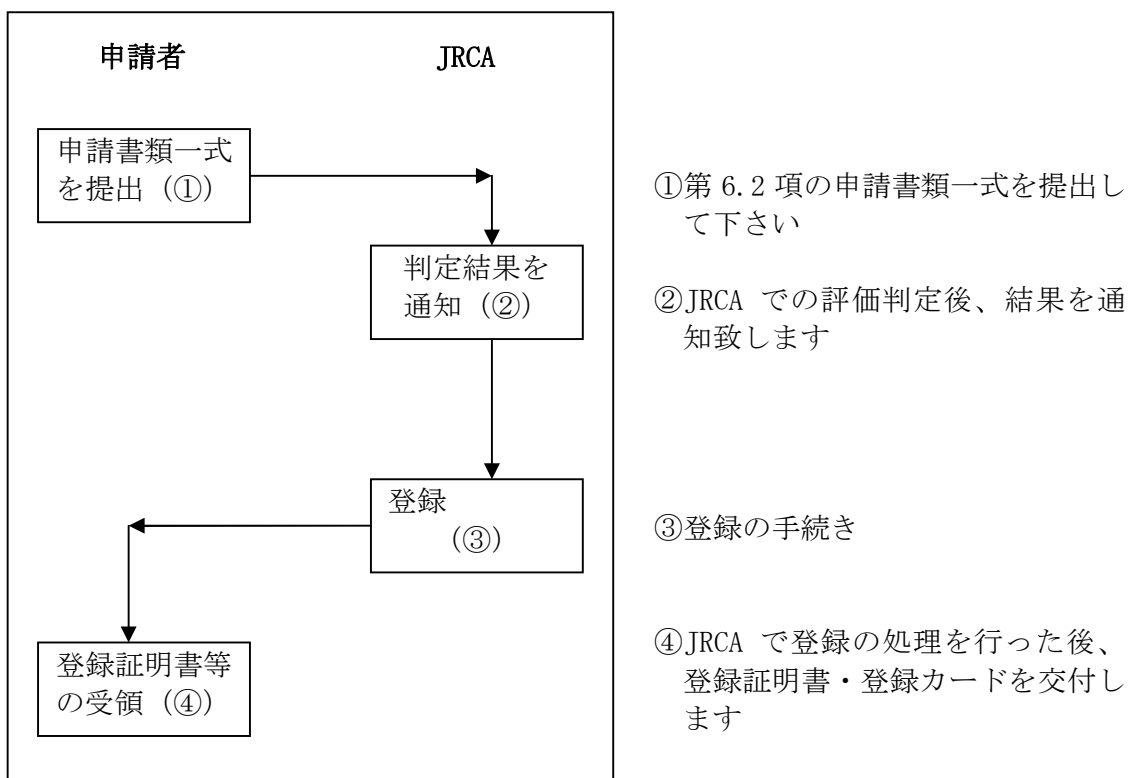 申請者
JRCA
申請書類一式
を提出（①）
判定結果を
通知（②）
登録
（③）
登録証明書等
の受領（④）
①第 6.2 項の申請書類一式を提出し
て下さい
②JRCA での評価判定後、結果を通
知致します
③登録の手続き
④JRCA で登録の処理を行った後、
登録証明書・登録カードを交付し
ます